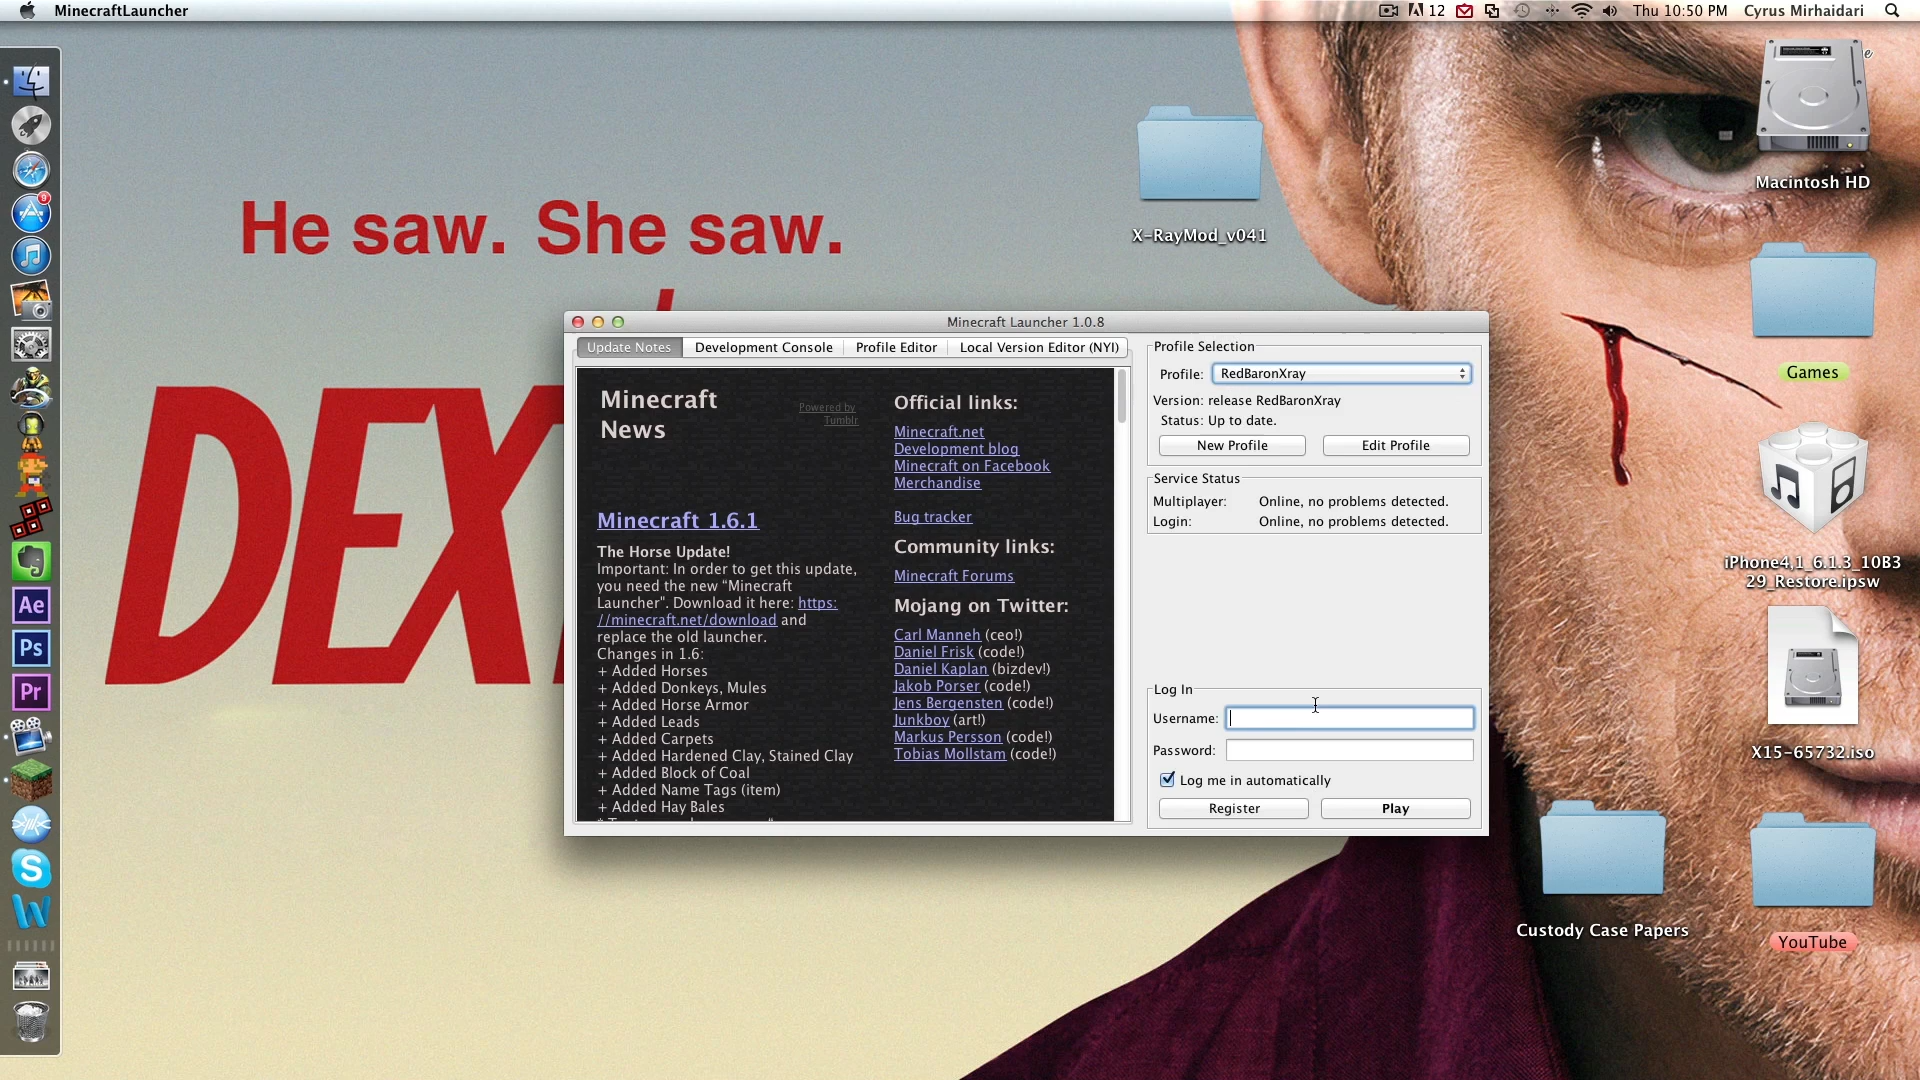 MinecraftLauncher
12
Thu 10:50 PM
Cyrus Mirhaidari
9
Ae
Ps
Pr
He saw. She saw.
Minecraft Launcher 1.0.8
Update Notes
Development Console
Profile Editor
Local Version Editor (NYI)
Minecraft
News
Powered by
Tumblr
Minecraft 1.6.1
The Horse Update!
Important: In order to get this update,
you need the new “Minecraft
Launcher”. Download it here: https:
//minecraft.net/download and
replace the old launcher.
Changes in 1.6:
+ Added Horses
+ Added Donkeys, Mules
+ Added Horse Armor
+ Added Leads
+ Added Carpets
+ Added Hardened Clay, Stained Clay
+ Added Block of Coal
+ Added Name Tags (item)
+ Added Hay Bales
Official links:
Minecraft.net
Development blog
Minecraft on Facebook
Merchandise
Bug tracker
Community links:
Minecraft Forums
Mojang on Twitter:
Carl Manneh (ceo!)
Daniel Frisk (code!)
Daniel Kaplan (bizdev!)
Jakob Porser (code!)
Jens Bergensten (code!)
Junkboy (art!)
Markus Persson (code!)
Tobias Mollstam (code!)
Profile Selection
Profile: RedBaronXray
Version: release RedBaronXray
Status: Up to date.
New Profile
Edit Profile
Service Status
Multiplayer: Online, no problems detected.
Login: Online, no problems detected.
Log In
Username:
Password:
Log me in automatically
Register
Play
X-RayMod_v041
Macintosh HD
Games
iPhone4,1_6.1.3_10B3
29_Restore.ipsw
X15-65732.iso
Custody Case Papers
YouTube